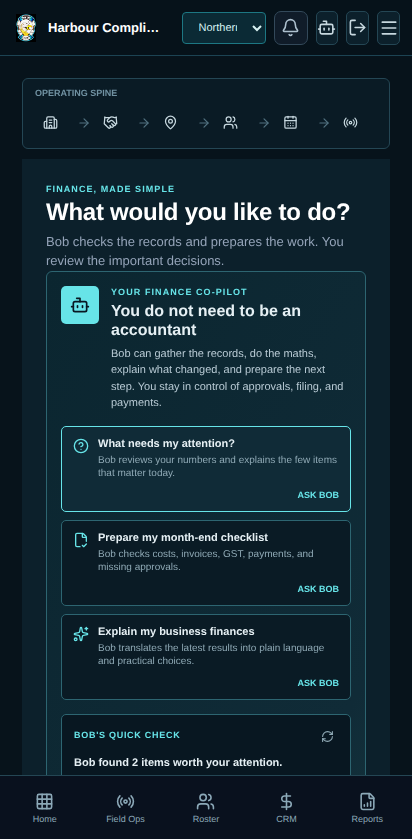 Harbour Compli...
Northern
OPERATING SPINE
FINANCE, MADE SIMPLE
What would you like to do?
Bob checks the records and prepares the work. You
review the important decisions.
YOUR FINANCE CO-PILOT
You do not need to be an
accountant
Bob can gather the records, do the maths,
explain what changed, and prepare the next
step. You stay in control of approvals, filing, and
payments.
What needs my attention?
Bob reviews your numbers and explains the few items
that matter today.
ASK BOB
Prepare my month-end checklist
Bob checks costs, invoices, GST, payments, and
missing approvals.
ASK BOB
Explain my business finances
Bob translates the latest results into plain language
and practical choices.
ASK BOB
BOB'S QUICK CHECK
Bob found 2 items worth your attention.
Home
Field Ops
Roster
CRM
Reports